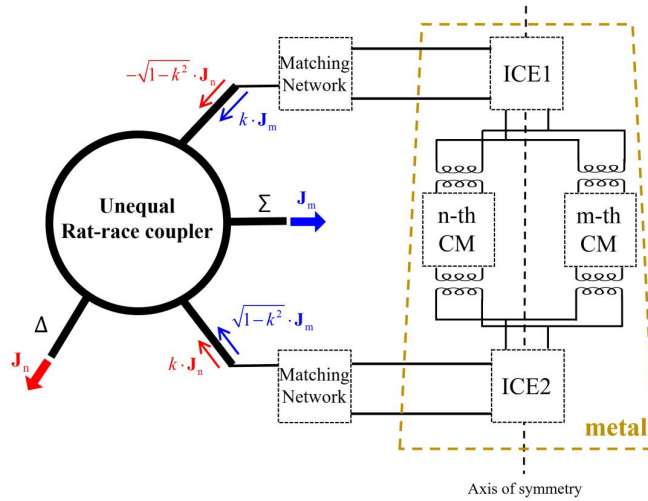 -√1-k² · Jn
k · Jm
Matching
Network
ICE1
Unequal
Rat-race coupler
Σ
Jm
n-th
CM
m-th
CM
Δ
Jn
√1-k² · Jm
k · Jn
Matching
Network
ICE2
metal
Axis of symmetry